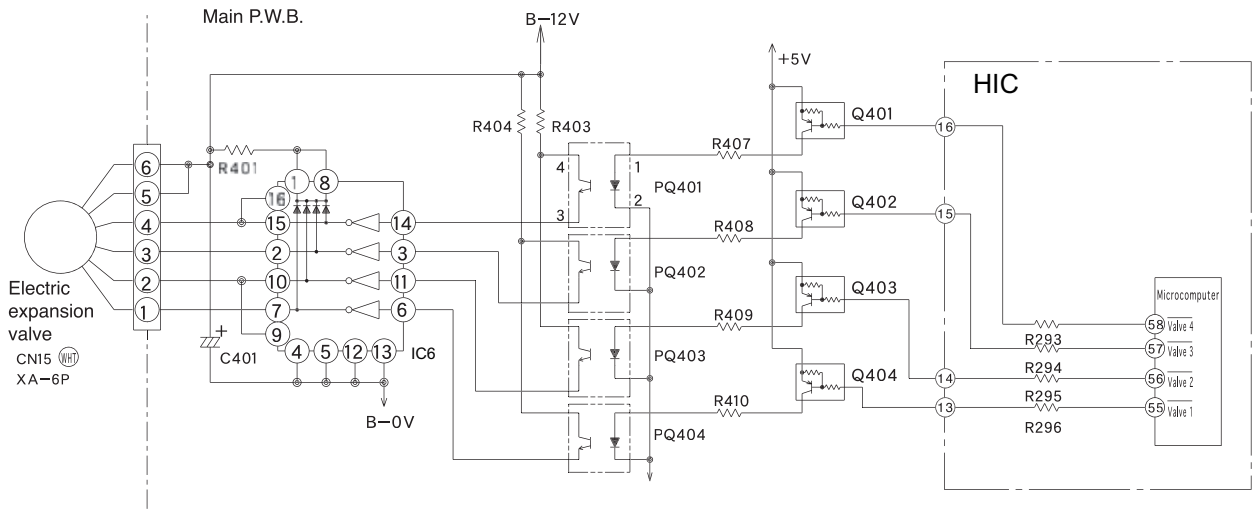 Main P.W.B.
B-12V
+5V
HIC
Q401
16
R404
R403
R407
6
R401
1
8
4
1
PQ401
16
2
Q402
15
5
3
4
15
14
R408
3
2
3
PQ402
Q403
2
10
11
Microcomputer
Electric
expansion
valve
1
7
6
R409
R293
58
Valve 4
9
57
Valve 3
CN15
WHT
XA-6P
C401
+
4
5
12
13
IC6
PQ403
Q404
14
R294
56
Valve 2
R410
13
R295
55
Valve 1
B-0V
R296
PQ404